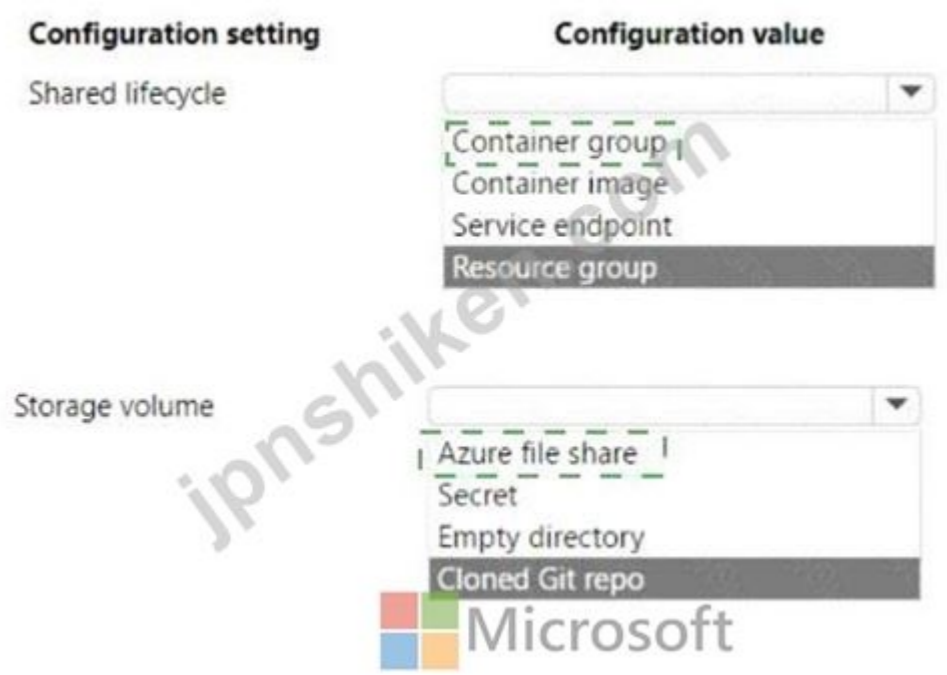 Configuration setting
Configuration value
Shared lifecycle
Container group
Container image
Service endpoint
Resource group
Storage volume
Azure file share
Secret
Empty directory
Cloned Git repo
Microsoft
jpnshiken.com